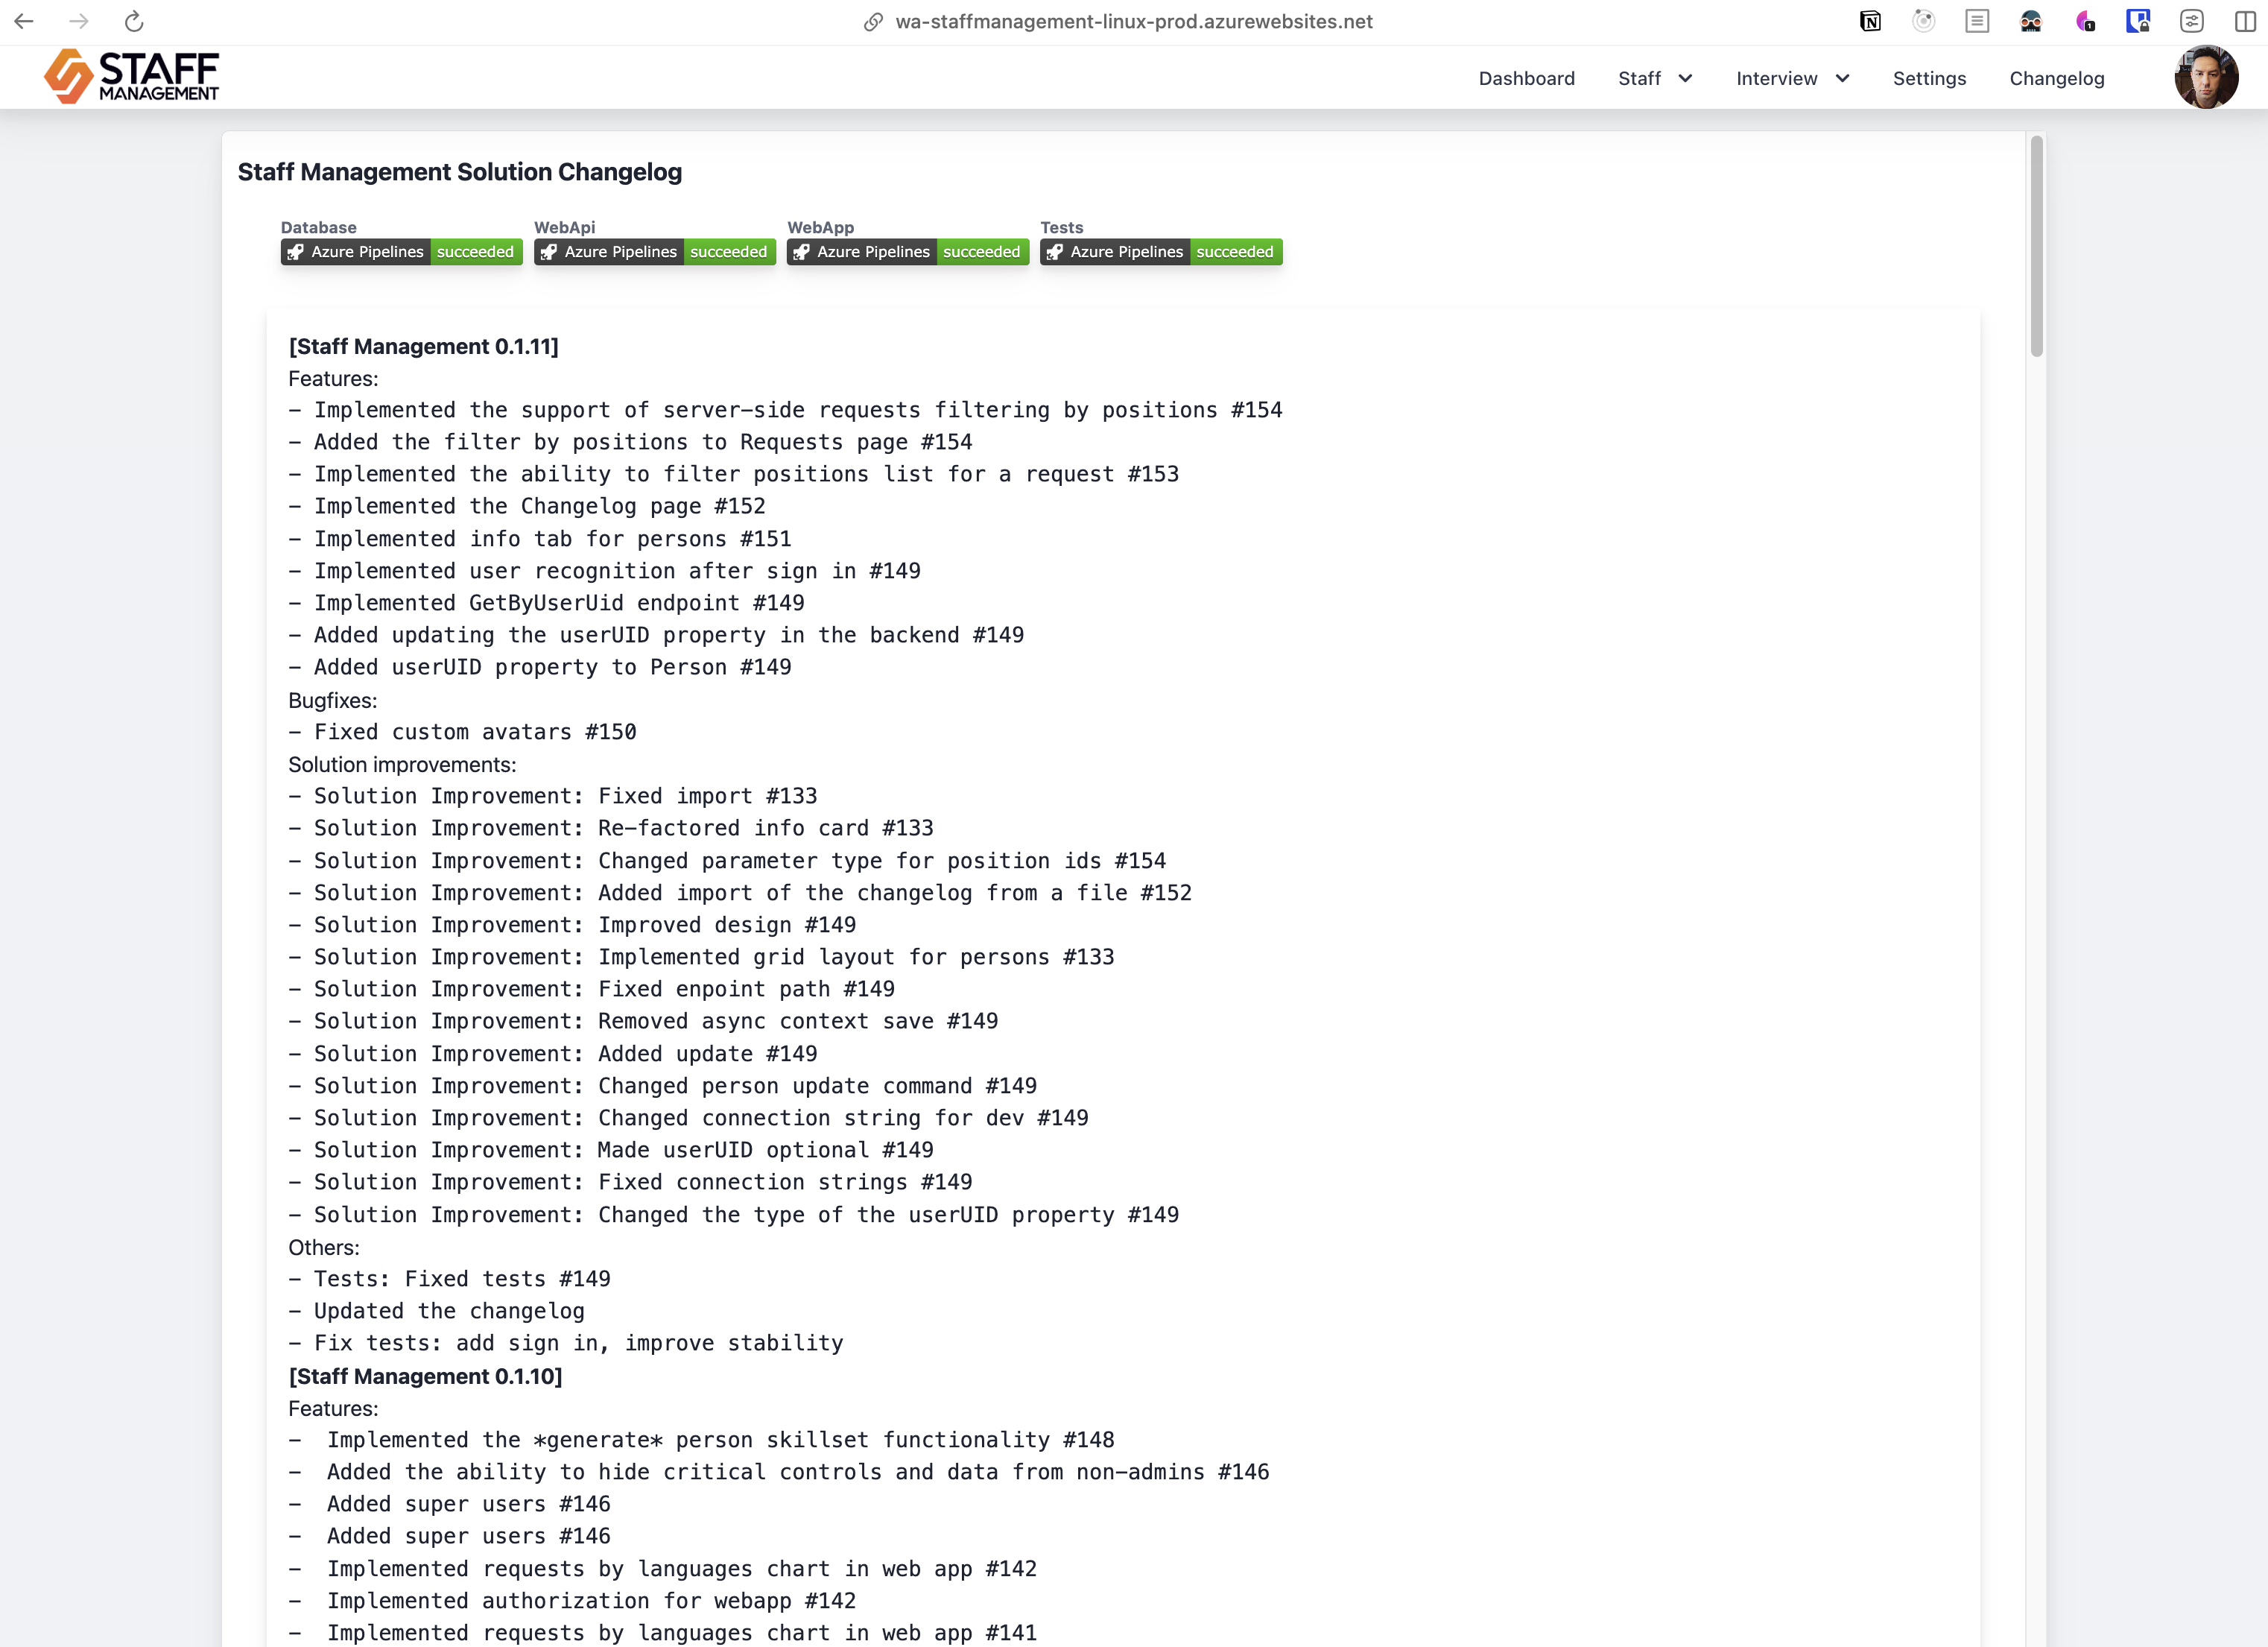 wa-staffmanagement-linux-prod.azurewebsites.net
STAFF
MANAGEMENT
Dashboard Staff Interview Settings Changelog
Staff Management Solution Changelog
Database WebApi WebApp Tests
Azure Pipelines succeeded Azure Pipelines succeeded Azure Pipelines succeeded Azure Pipelines succeeded
[Staff Management 0.1.11]
Features:
– Implemented the support of server-side requests filtering by positions #154
– Added the filter by positions to Requests page #154
– Implemented the ability to filter positions list for a request #153
– Implemented the Changelog page #152
– Implemented info tab for persons #151
– Implemented user recognition after sign in #149
– Implemented GetByUserUid endpoint #149
– Added updating the userUID property in the backend #149
– Added userUID property to Person #149
Bugfixes:
– Fixed custom avatars #150
Solution improvements:
– Solution Improvement: Fixed import #133
– Solution Improvement: Re-factored info card #133
– Solution Improvement: Changed parameter type for position ids #154
– Solution Improvement: Added import of the changelog from a file #152
– Solution Improvement: Improved design #149
– Solution Improvement: Implemented grid layout for persons #133
– Solution Improvement: Fixed enpoint path #149
– Solution Improvement: Removed async context save #149
– Solution Improvement: Added update #149
– Solution Improvement: Changed person update command #149
– Solution Improvement: Changed connection string for dev #149
– Solution Improvement: Made userUID optional #149
– Solution Improvement: Fixed connection strings #149
– Solution Improvement: Changed the type of the userUID property #149
Others:
– Tests: Fixed tests #149
– Updated the changelog
– Fix tests: add sign in, improve stability
[Staff Management 0.1.10]
Features:
– Implemented the *generate* person skillset functionality #148
– Added the ability to hide critical controls and data from non-admins #146
– Added super users #146
– Added super users #146
– Implemented requests by languages chart in web app #142
– Implemented authorization for webapp #142
– Implemented requests by languages chart in web app #141